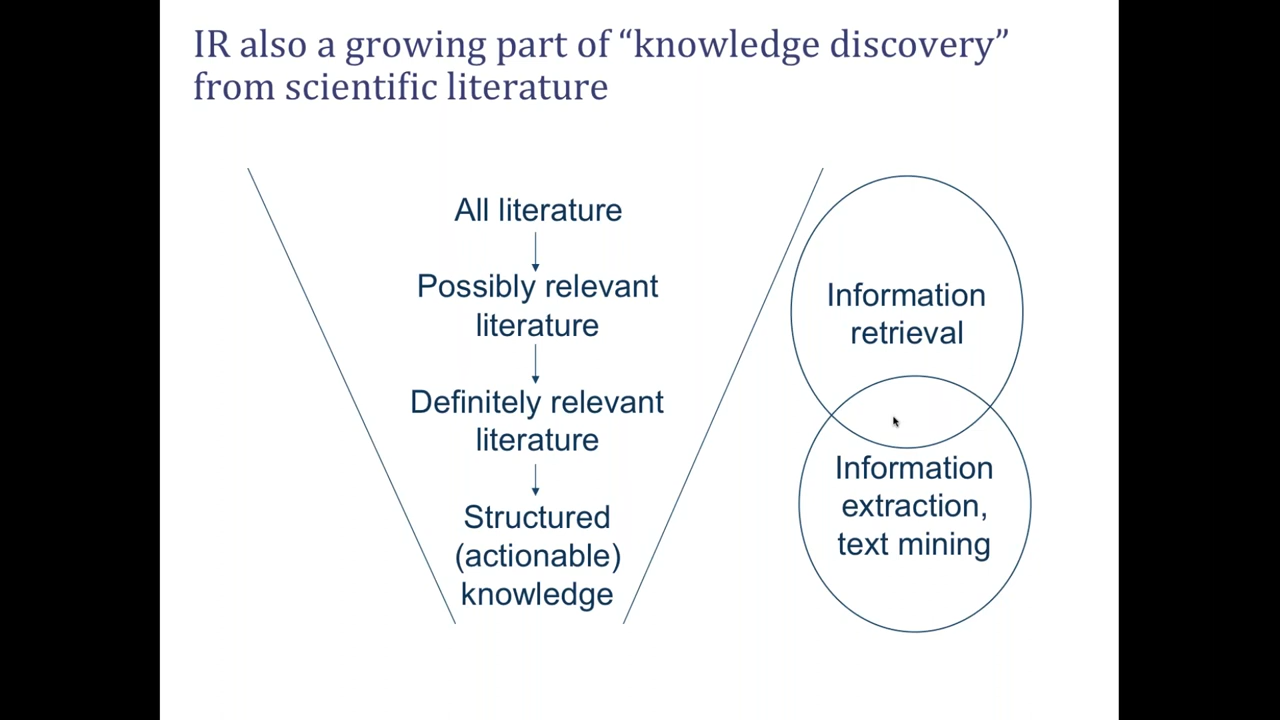 IR also a growing part of “knowledge discovery”
from scientific literature
All literature
Possibly relevant
literature
Definitely relevant
literature
Structured
(actionable)
knowledge
Information
retrieval
Information
extraction,
text mining